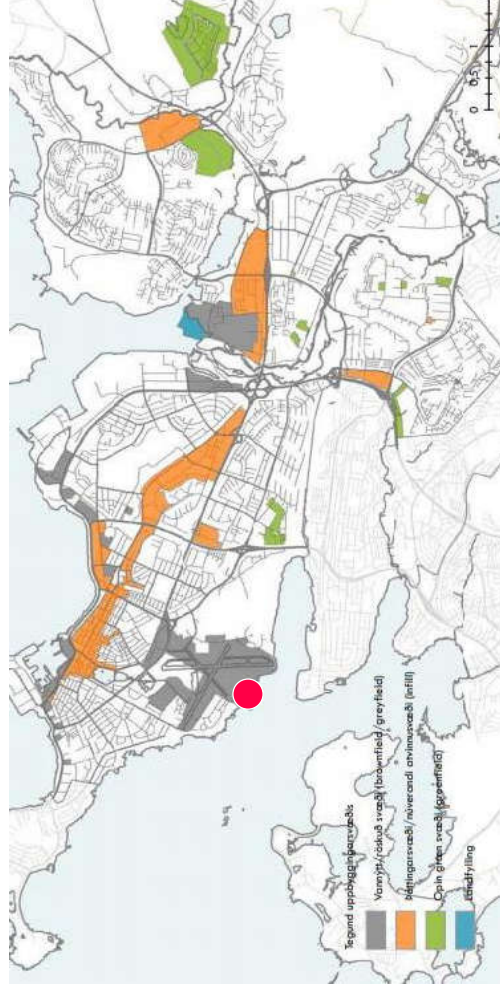 Tegund uppbyggingarsvæðis
Vannýtt/röskuð svæði (brownfield/greyfield)
Þéttingarsvæði/núverandi atvinnusvæði (infill)
Opin græn svæði (greenfield)
Landfylling
0 0,5 1